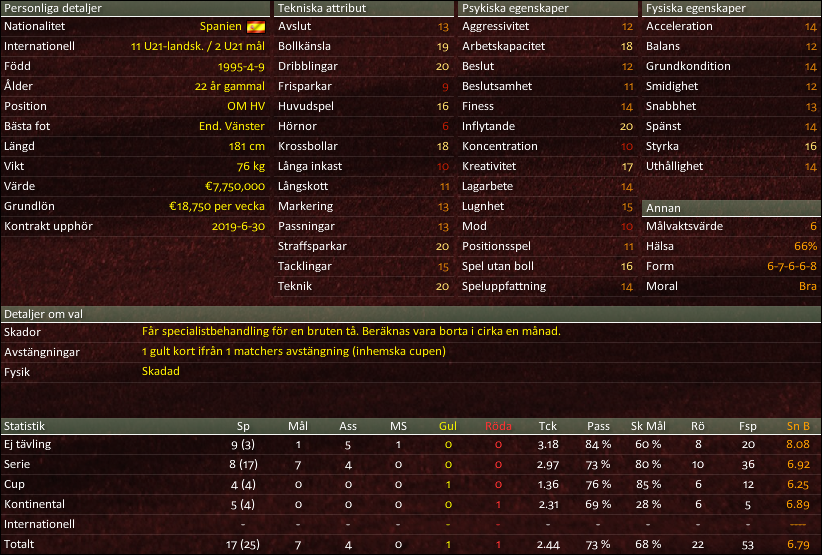 Personliga detaljer
Nationalitet Spanien
Internationell 11 U21-landsk. / 2 U21 mål
Född 1995-4-9
Ålder 22 år gammal
Position OM HV
Bästa fot End. Vänster
Längd 181 cm
Vikt 76 kg
Värde €7,750,000
Grundlön €18,750 per vecka
Kontrakt upphör 2019-6-30
Tekniska attribut
Avslut 13
Bollkänsla 19
Dribblingar 20
Frisparkar 9
Huvudspel 16
Hörnor 6
Krossbollar 18
Långa inkast 10
Långskott 11
Markering 13
Passningar 13
Straffsparkar 20
Tacklingar 15
Teknik 20
Psykiska egenskaper
Aggressivitet 12
Arbetskapacitet 18
Beslut 12
Beslutsamhet 11
Finess 14
Inflytande 20
Koncentration 10
Kreativitet 17
Lagarbete 14
Lugnhet 15
Mod 10
Positionsspel 11
Spel utan boll 16
Speluppfattning 14
Fysiska egenskaper
Acceleration 14
Balans 12
Grundkondition 14
Smidighet 12
Snabbhet 13
Spänst 14
Styrka 16
Uthållighet 14
Annan
Målvaktsvärde 6
Hälsa 66%
Form 6-7-6-6-8
Moral Bra
Detaljer om val
Skador Får specialistbehandling för en bruten tå. Beräknas vara borta i cirka en månad.
Avstängningar 1 gult kort ifrån 1 matchers avstängning (inhemska cupen)
Fysik Skadad
Statistik Sp Mål Ass MS Gul Röda Tck Pass Sk Mål Rö Fsp Sn B
Ej tävling 9 (3) 1 5 1 0 0 3.18 84 % 60 % 8 20 8.08
Serie 8 (17) 7 4 0 0 0 2.97 73 % 80 % 10 36 6.92
Cup 4 (4) 0 0 0 1 0 1.36 76 % 85 % 6 12 6.25
Kontinental 5 (4) 0 0 0 0 1 2.31 69 % 28 % 6 5 6.89
Internationell - - - - - - - - - - - ----
Totalt 17 (25) 7 4 0 1 1 2.44 73 % 68 % 22 53 6.79